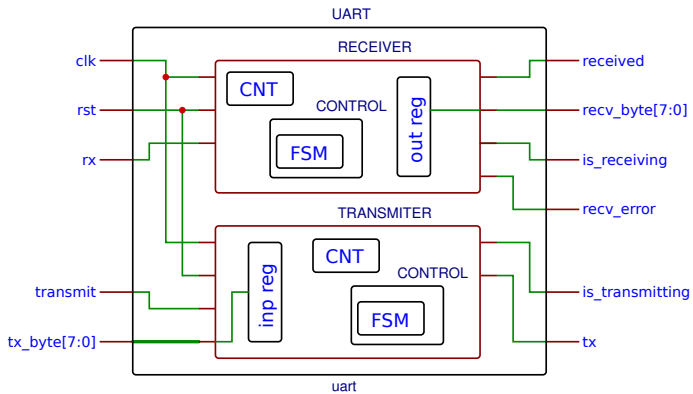 UART
RECEIVER
clk
received
CNT
CONTROL
out reg
rst
recv_byte[7:0]
FSM
rx
is_receiving
recv_error
TRANSMITER
CNT
inp reg
CONTROL
transmit
is_transmitting
FSM
tx_byte[7:0]
tx
uart